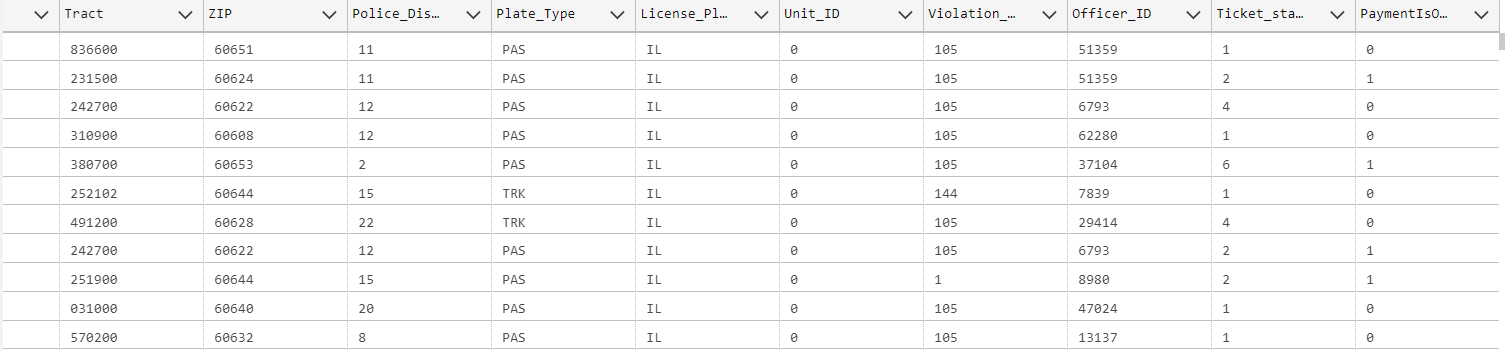 Tract ZIP Police_Dis… Plate_Type License_Pl… Unit_ID Violation_… Officer_ID Ticket_sta… PaymentIsO…
836600 60651 11 PAS IL 0 105 51359 1 0
231500 60624 11 PAS IL 0 105 51359 2 1
242700 60622 12 PAS IL 0 105 6793 4 0
310900 60608 12 PAS IL 0 105 62280 1 0
380700 60653 2 PAS IL 0 105 37104 6 1
252102 60644 15 TRK IL 0 144 7839 1 0
491200 60628 22 TRK IL 0 105 29414 4 0
242700 60622 12 PAS IL 0 105 6793 2 1
251900 60644 15 PAS IL 0 1 8980 2 1
031000 60640 20 PAS IL 0 105 47024 1 0
570200 60632 8 PAS IL 0 105 13137 1 0